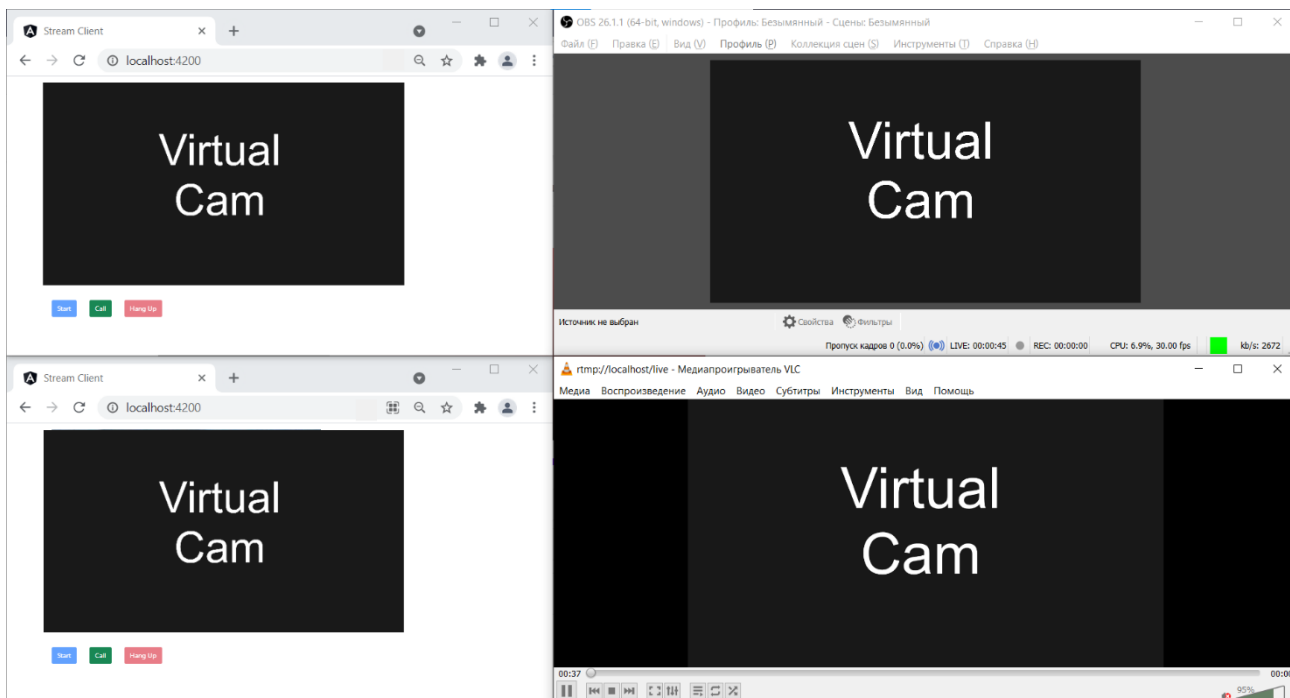 Stream Client
localhost:4200
Virtual
Cam
Start Call Hang Up
OBS 26.1.1 (64-bit, windows) - Профиль: Безымянный - Сцены: Безымянный
Файл (F) Правка (E) Вид (V) Профиль (P) Коллекция сцен (S) Инструменты (T) Справка (H)
Virtual
Cam
Источник не выбран
Свойства Фильтры
Пропуск кадров 0 (0.0%) LIVE: 00:00:45 REC: 00:00:00 CPU: 6.9%, 30.00 fps kb/s: 2672
Stream Client
localhost:4200
Virtual
Cam
Start Call Hang Up
rtmp://localhost/live - Медиапроигрыватель VLC
Медиа Воспроизведение Аудио Видео Субтитры Инструменты Вид Помощь
Virtual
Cam
00:37
95%